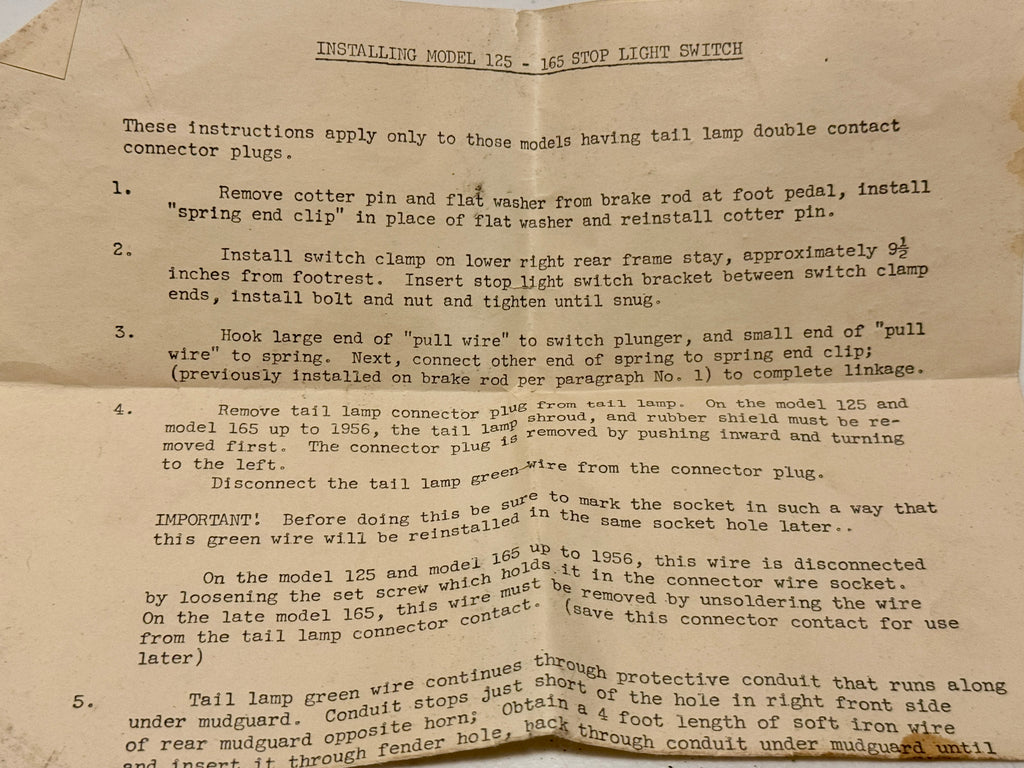 INSTALLING MODEL 125 - 165 STOP LIGHT SWITCH
These instructions apply only to those models having tail lamp double contact
connector plugs.
1. Remove cotter pin and flat washer from brake rod at foot pedal, install
"spring end clip" in place of flat washer and reinstall cotter pin.
2. Install switch clamp on lower right rear frame stay, approximately 9½
inches from footrest. Insert stop light switch bracket between switch clamp
ends, install bolt and nut and tighten until snug.
3. Hook large end of "pull wire" to switch plunger, and small end of "pull
wire" to spring. Next, connect other end of spring to spring end clip;
(previously installed on brake rod per paragraph No. 1) to complete linkage.
4. Remove tail lamp connector plug from tail lamp. On the model 125 and
model 165 up to 1956, the tail lamp shroud, and rubber shield must be re-
moved first. The connector plug is removed by pushing inward and turning
to the left.
Disconnect the tail lamp green wire from the connector plug.
IMPORTANT! Before doing this be sure to mark the socket in such a way that
this green wire will be reinstalled in the same socket hole later..
On the model 125 and model 165 up to 1956, this wire is disconnected
by loosening the set screw which holds it in the connector wire socket.
On the late model 165, this wire must be removed by unsoldering the wire
from the tail lamp connector contact. (save this connector contact for use
later)
5. Tail lamp green wire continues through protective conduit that runs along
under mudguard. Conduit stops just short of the hole in right front side
of rear mudguard opposite horn; Obtain a 4 foot length of soft iron wire
and insert it through fender hole, back through conduit under mudguard until